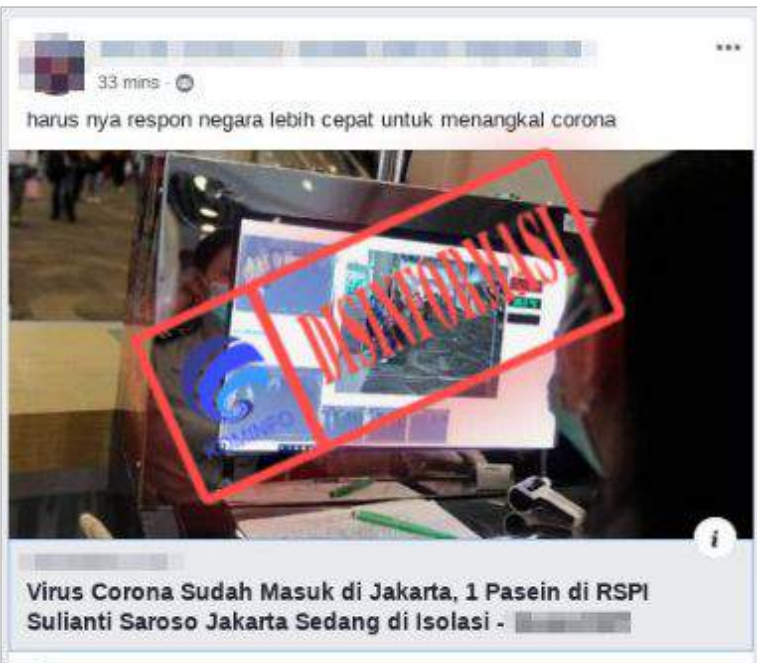 33 mins ·
harus nya respon negara lebih cepat untuk menangkal corona
DISINFORMASI
KOMINFO
i
Virus Corona Sudah Masuk di Jakarta, 1 Pasein di RSPI
Sulianti Saroso Jakarta Sedang di Isolasi -